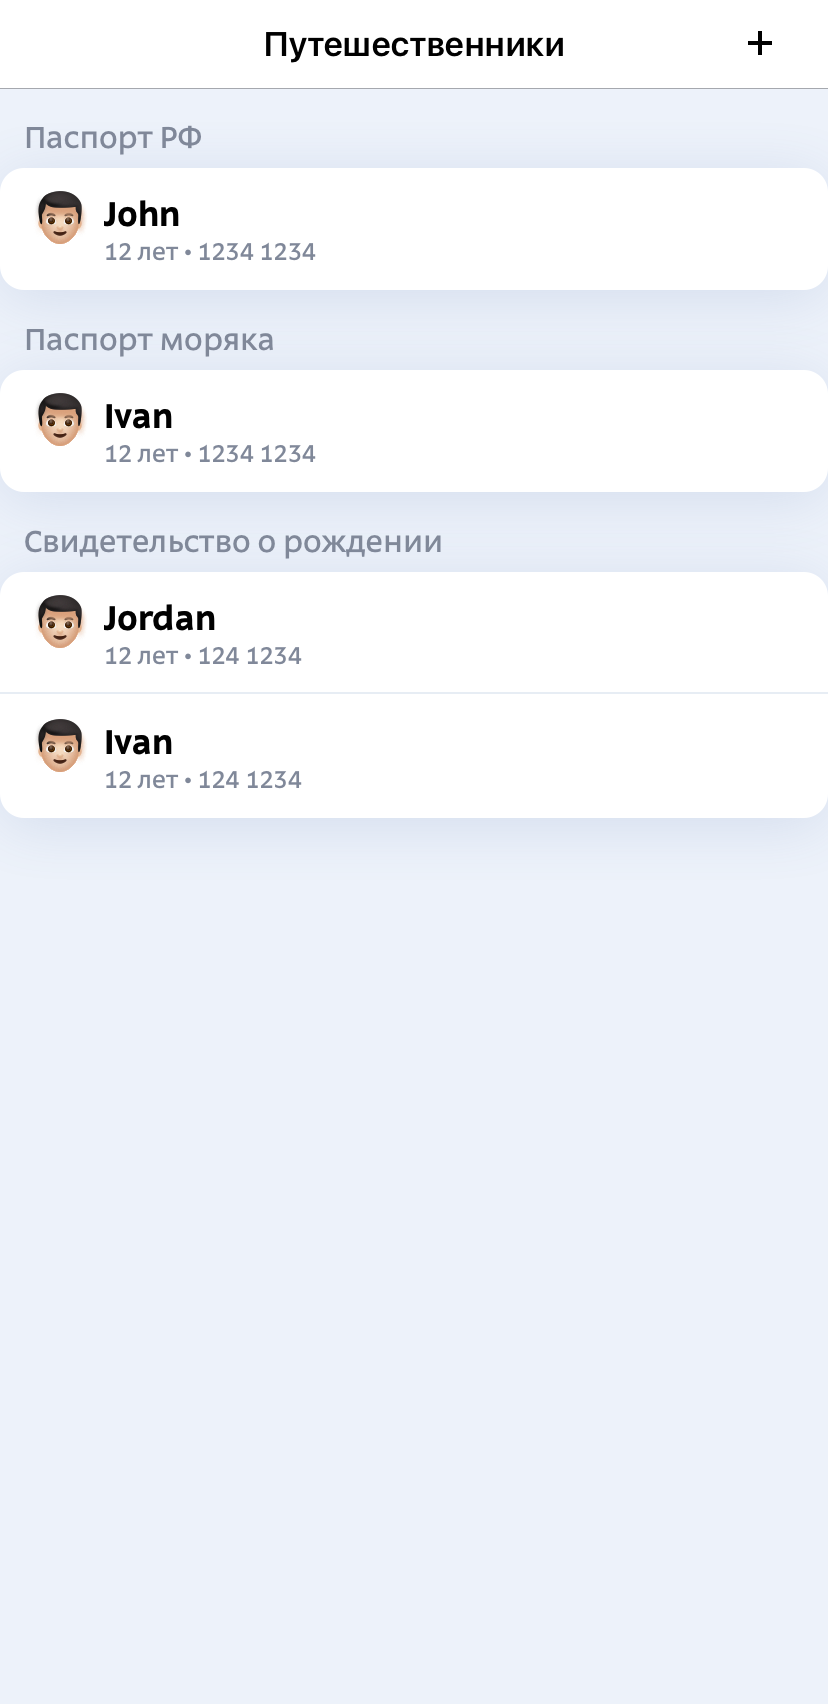 Путешественники +
Паспорт РФ
John
12 лет • 1234 1234
Паспорт моряка
Ivan
12 лет • 1234 1234
Свидетельство о рождении
Jordan
12 лет • 124 1234
Ivan
12 лет • 124 1234